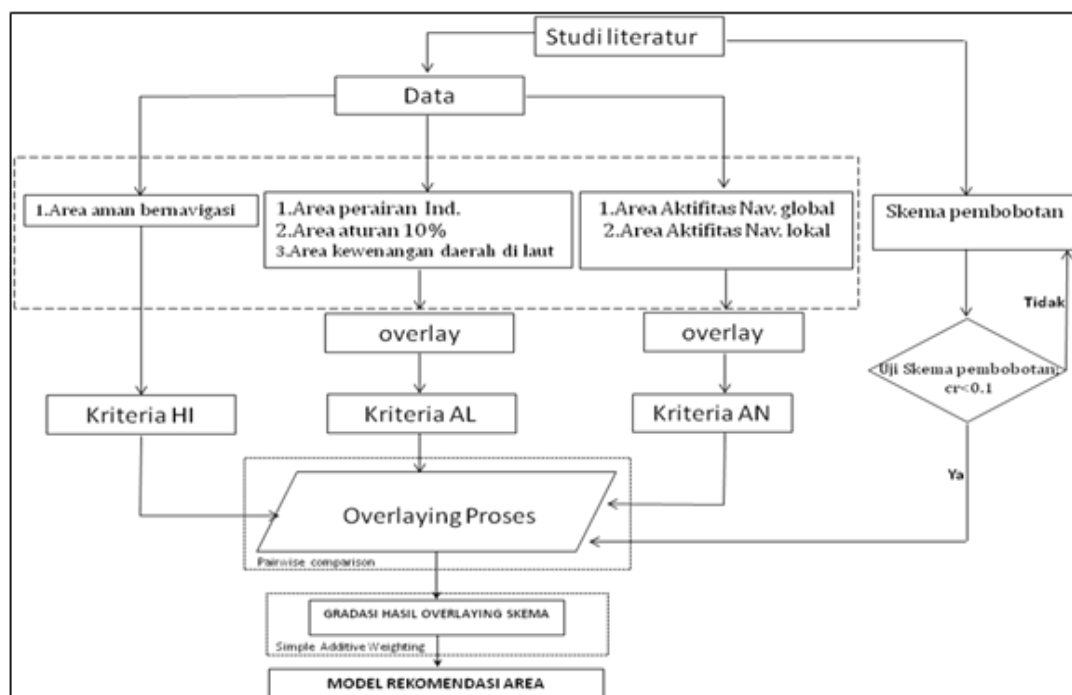 Studi literatur
Data
1.Area aman bernavigasi
1.Area perairan Ind.
2.Area aturan 10%
3.Area kewenangan daerah di laut
1.Area Aktifitas Nav. global
2.Area Aktifitas Nav. lokal
Skema pembobotan
Tidak
overlay
overlay
Uji Skema pembobotan,
cr<0.1
Kriteria HI
Kriteria AL
Kriteria AN
Ya
Overlaying Proses
Pairwise comparison
GRADASI HASIL OVERLAYING SKEMA
Simple Additive Weighting
MODEL REKOMENDASI AREA